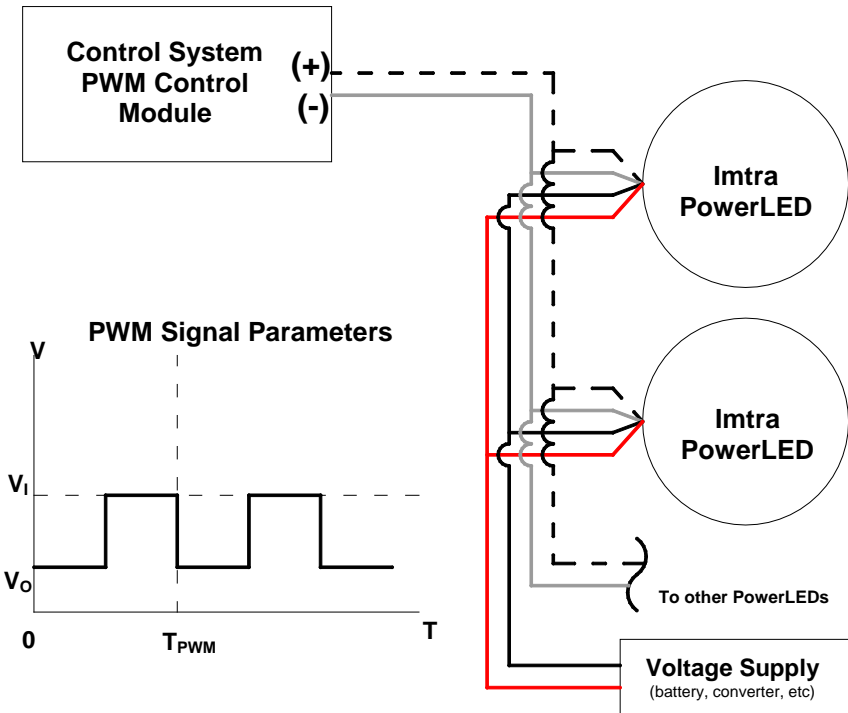 Control System
PWM Control
Module
(+)
(-)
Imtra
PowerLED
PWM Signal Parameters
V
Imtra
PowerLED
VI
VO
To other PowerLEDs
0
TPWM
T
Voltage Supply
(battery, converter, etc)